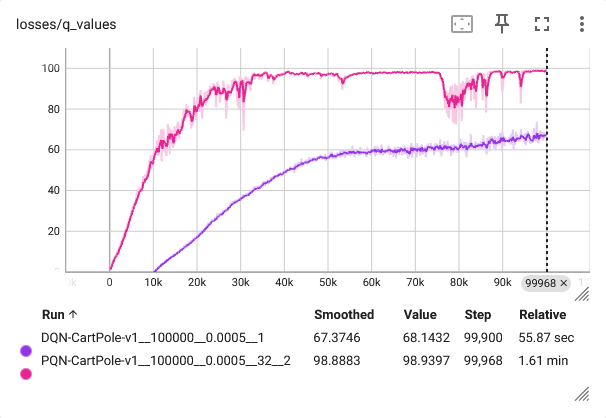 losses/q_values
100
80
60
40
20
0 10k 20k 30k 40k 50k 60k 70k 80k 90k 99968
Run Smoothed Value Step Relative
DQN-CartPole-v1__100000__0.0005__1 67.3746 68.1432 99,900 55.87 sec
PQN-CartPole-v1__100000__0.0005__32__2 98.8883 98.9397 99,968 1.61 min